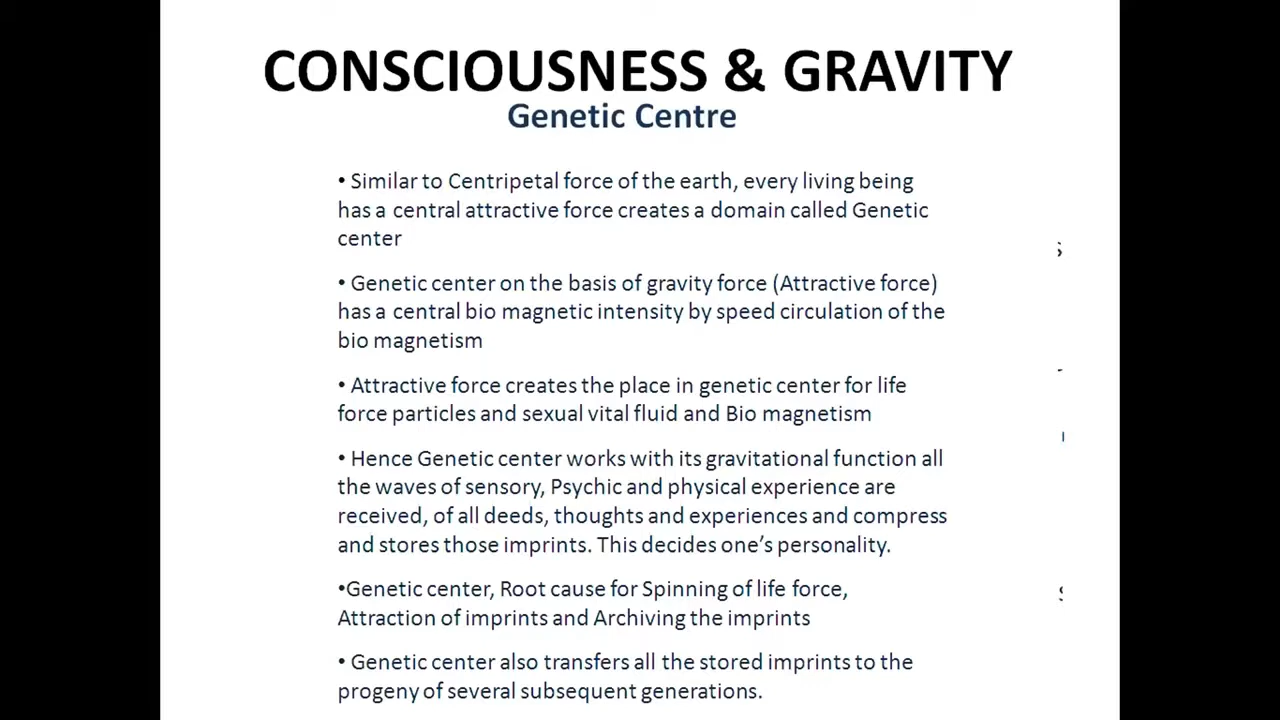 CONSCIOUSNESS & GRAVITY
Genetic Centre
• Similar to Centripetal force of the earth, every living being
has a central attractive force creates a domain called Genetic
center
• Genetic center on the basis of gravity force (Attractive force)
has a central bio magnetic intensity by speed circulation of the
bio magnetism
• Attractive force creates the place in genetic center for life
force particles and sexual vital fluid and Bio magnetism
• Hence Genetic center works with its gravitational function all
the waves of sensory, Psychic and physical experience are
received, of all deeds, thoughts and experiences and compress
and stores those imprints. This decides one’s personality.
•Genetic center, Root cause for Spinning of life force,
Attraction of imprints and Archiving the imprints
• Genetic center also transfers all the stored imprints to the
progeny of several subsequent generations.